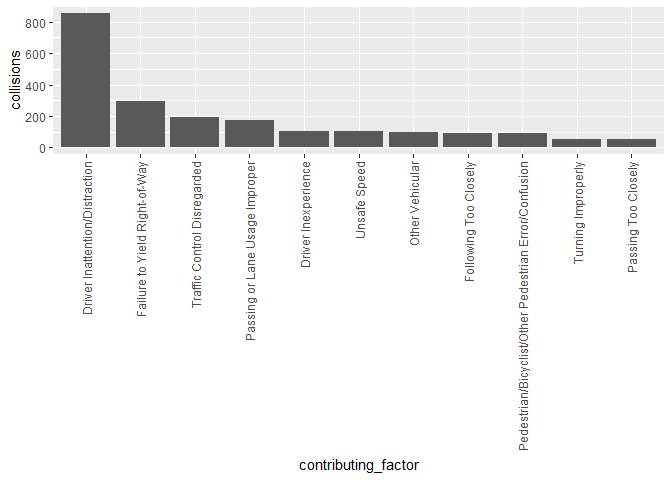 collisions
800
600
400
200
0
Driver Inattention/Distraction
Failure to Yield Right-of-Way
Traffic Control Disregarded
Passing or Lane Usage Improper
Driver Inexperience
Unsafe Speed
Other Vehicular
Following Too Closely
Pedestrian/Bicyclist/Other Pedestrian Error/Confusion
Turning Improperly
Passing Too Closely
contributing_factor